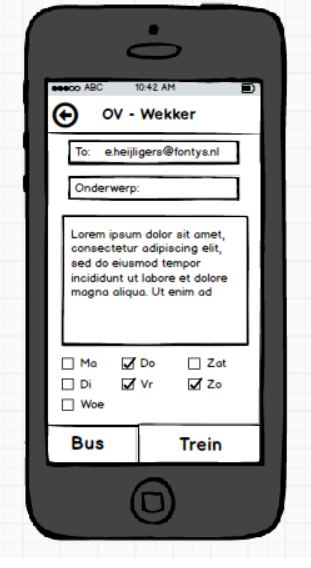 ABC 10:42 AM
OV - Wekker
To: e.heijligers@fontys.nl
Onderwerp:
Lorem ipsum dolor sit amet,
consectetur adipiscing elit,
sed do eiusmod tempor
incididunt ut labore et dolore
magna aliqua. Ut enim ad
Ma Do Zat
Di Vr Zo
Woe
Bus Trein